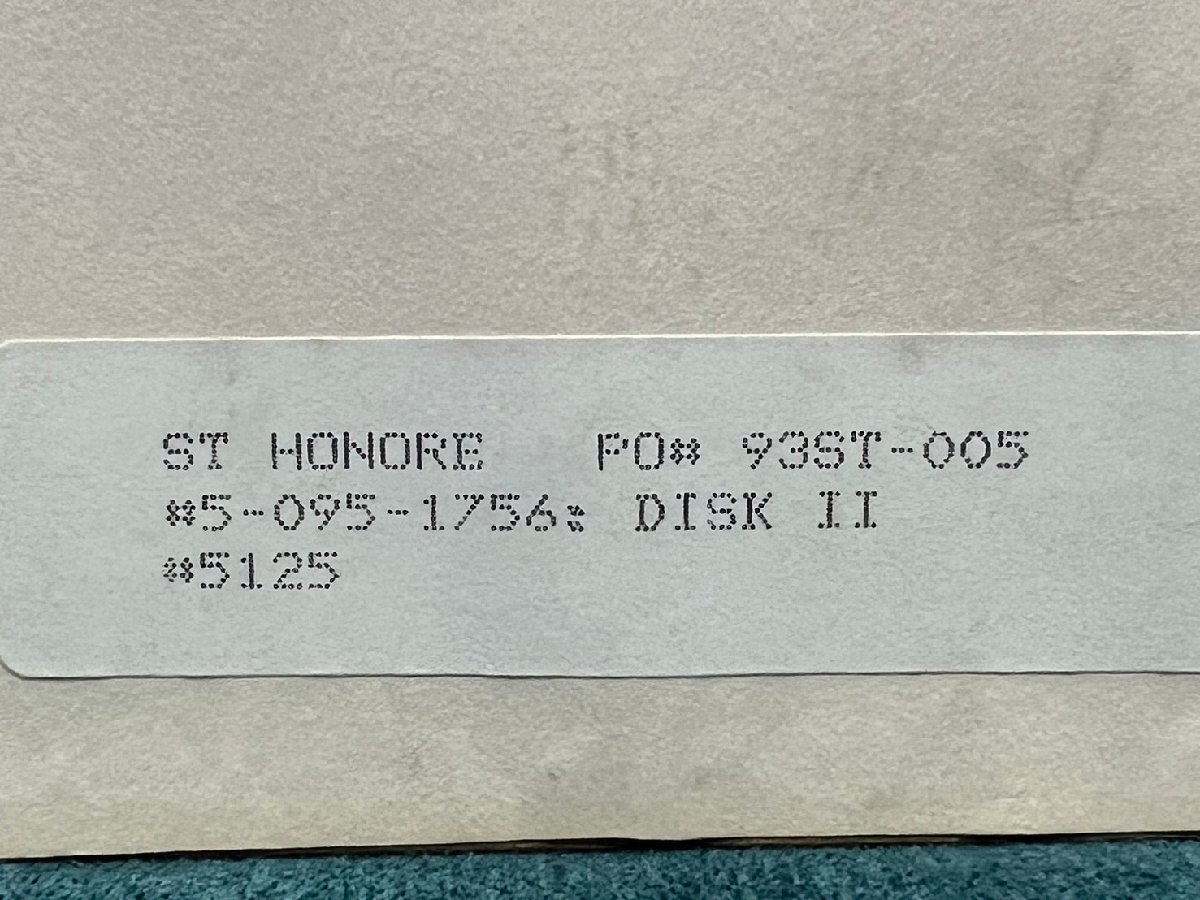 ST HONORE PO# 93ST-005
#5-095-1756: DISK II
#5125